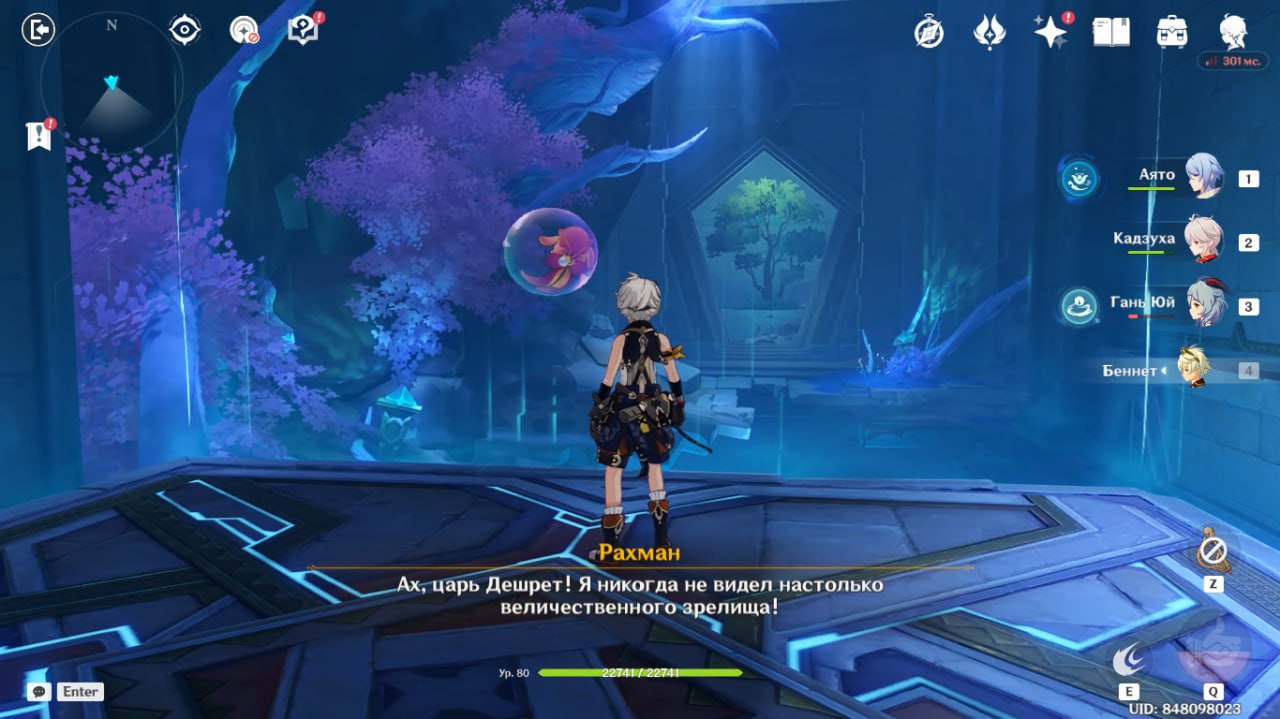 N
301 мс.
Аято
1
Кадзуха
2
Гань Юй
3
Беннет
4
Рахман
Ах, царь Дешрет! Я никогда не видел настолько
величественного зрелища!
Z
Ур. 80
22741 / 22741
Enter
E
Q
UID: 848098023